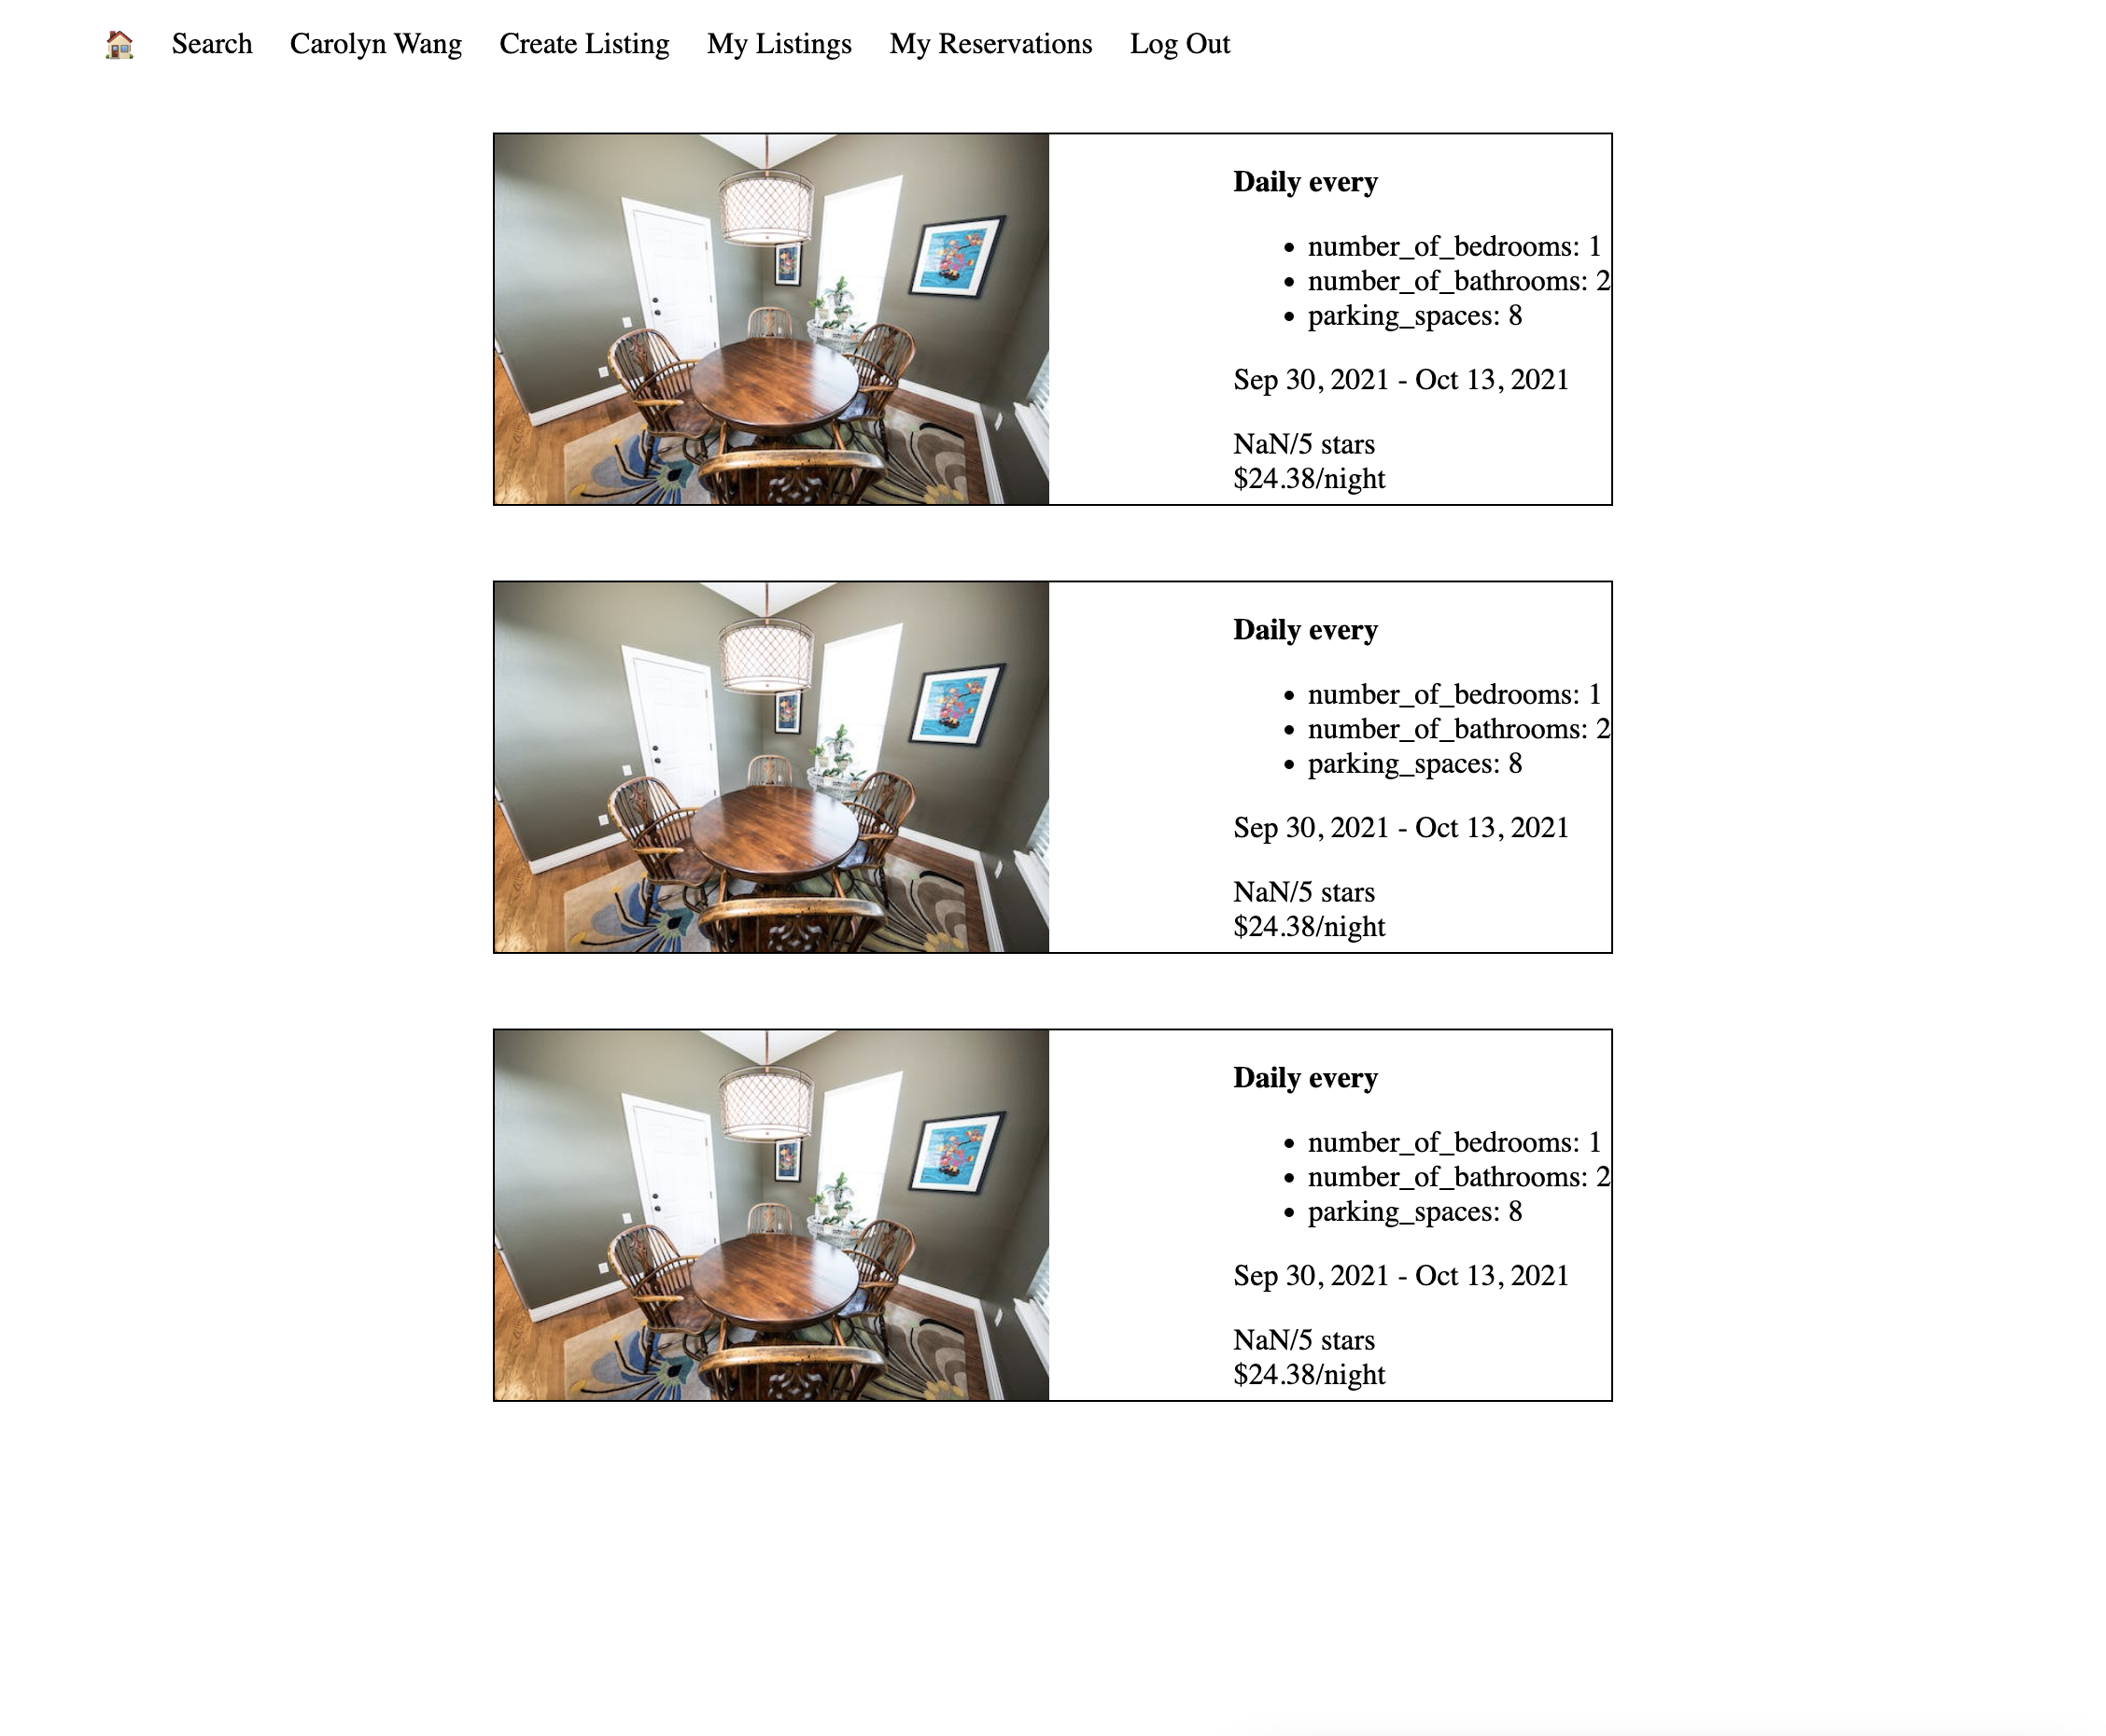 Search Carolyn Wang Create Listing My Listings My Reservations Log Out
Daily every
number_of_bedrooms: 1
number_of_bathrooms: 2
parking_spaces: 8
Sep 30, 2021 - Oct 13, 2021
NaN/5 stars
$24.38/night
Daily every
number_of_bedrooms: 1
number_of_bathrooms: 2
parking_spaces: 8
Sep 30, 2021 - Oct 13, 2021
NaN/5 stars
$24.38/night
Daily every
number_of_bedrooms: 1
number_of_bathrooms: 2
parking_spaces: 8
Sep 30, 2021 - Oct 13, 2021
NaN/5 stars
$24.38/night